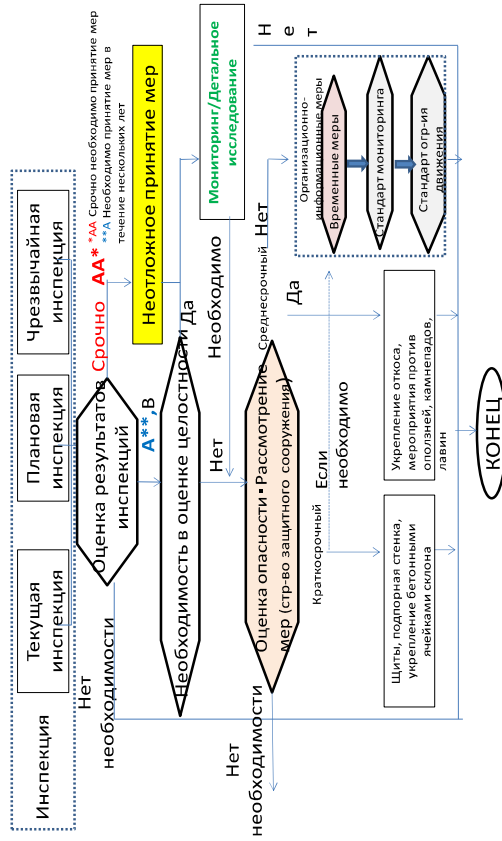 Инспекция
Текущая
инспекция
Плановая
инспекция
Чрезвычайная
инспекция
Нет
необходимости
Оценка результатов
инспекций
Срочно АА*
*АА Срочно необходимо принятие мер
**А Необходимо принятие мер в
течение нескольких лет
А**,В
Неотложное принятие мер
Необходимость в оценке целостности
Да
Мониторинг/Детальное
исследование
Нет
Необходимо
Нет
Нет
необходимости
Оценка опасности▪Рассмотрение
мер (стр-во защитного сооружения)
Среднесрочный
Нет
Да
Краткосрочный
Если
необходимо
Организационно-
информационные меры
Временные меры
Стандарт мониторинга
Стандарт огр-ия
движения
Щиты, подпорная стенка,
укрепление бетонными
ячейками склона
Укрепление откоса,
мероприятия против
оползней, камнепадов,
лавин
КОНЕЦ